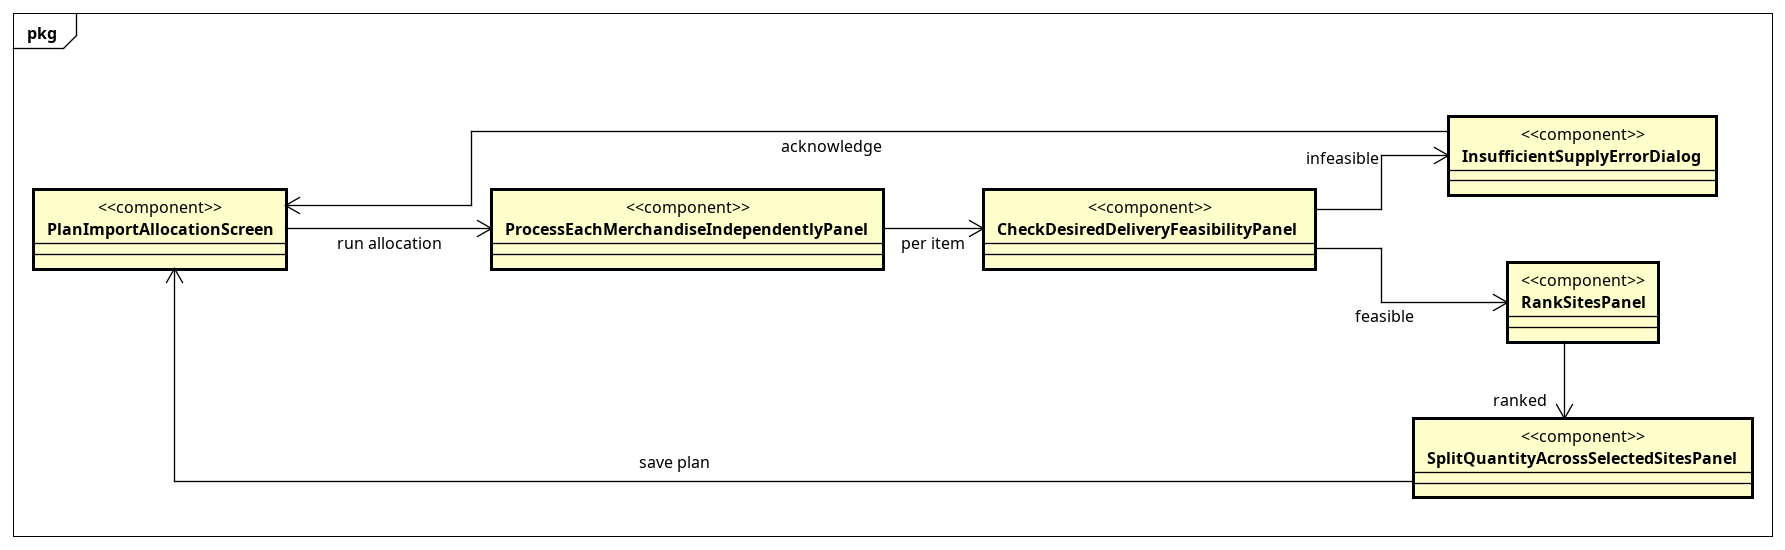 pkg
<<component>>
InsufficientSupplyErrorDialog
acknowledge
infeasible
<<component>>
PlanImportAllocationScreen
run allocation
<<component>>
ProcessEachMerchandiseIndependentlyPanel
per item
<<component>>
CheckDesiredDeliveryFeasibilityPanel
<<component>>
RankSitesPanel
feasible
ranked
<<component>>
SplitQuantityAcrossSelectedSitesPanel
save plan